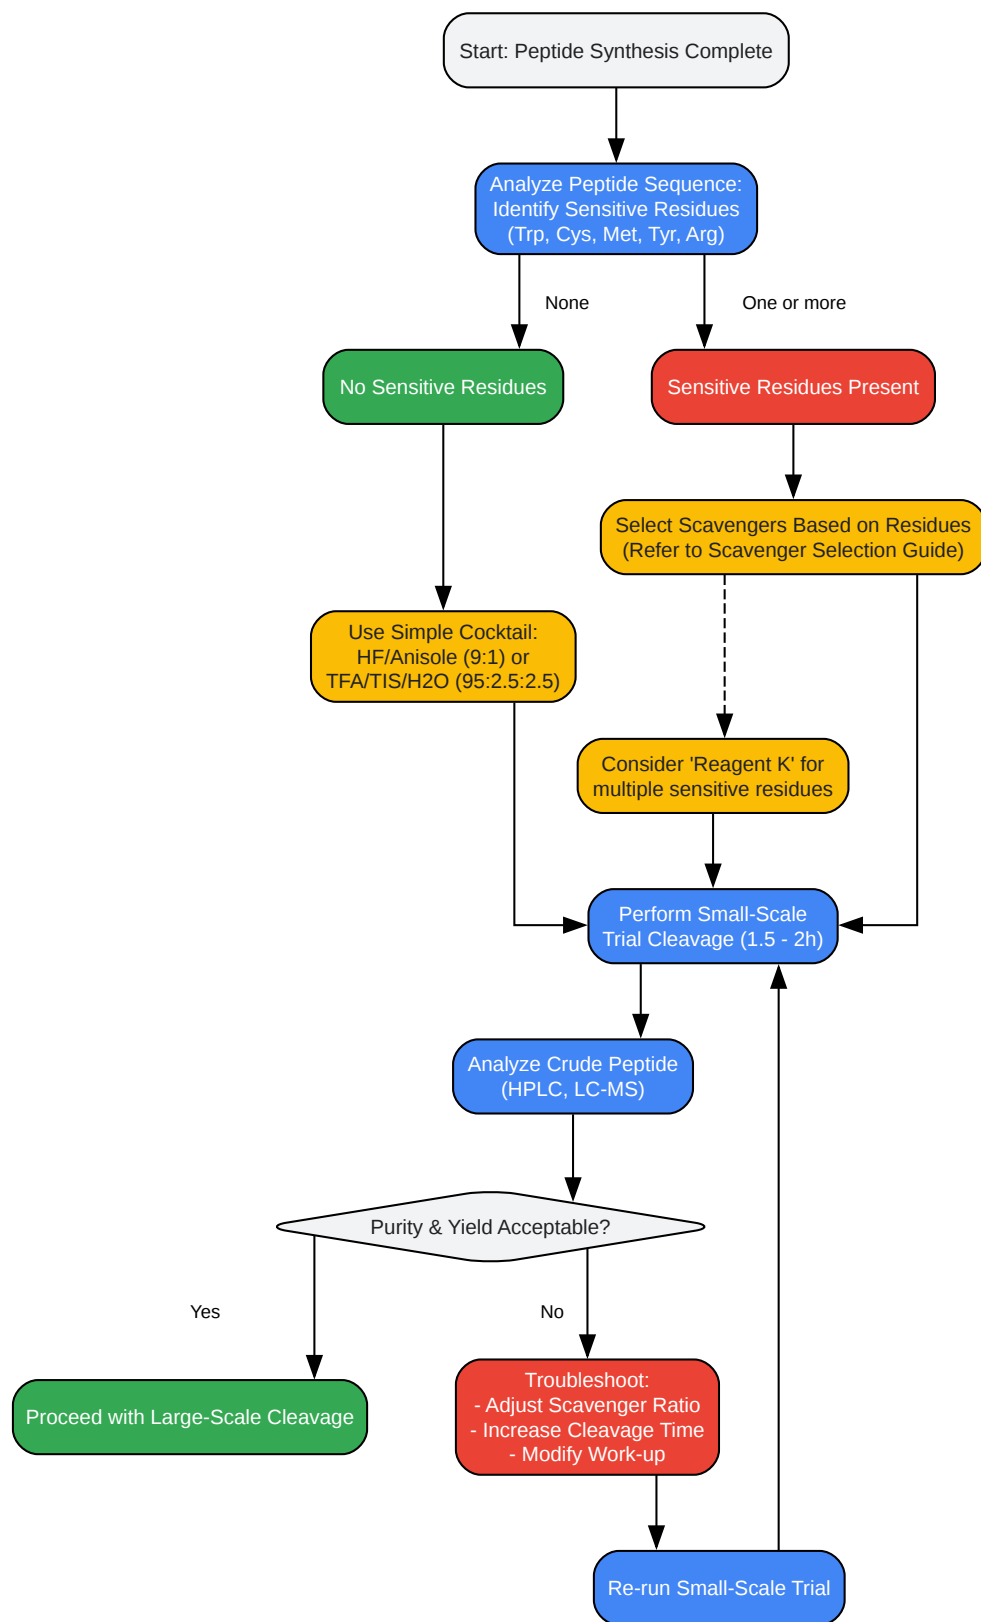 Start: Peptide Synthesis Complete
Analyze Peptide Sequence:
Identify Sensitive Residues
(Trp, Cys, Met, Tyr, Arg)
None
One or more
No Sensitive Residues
Sensitive Residues Present
Select Scavengers Based on Residues
(Refer to Scavenger Selection Guide)
Use Simple Cocktail:
HF/Anisole (9:1) or
TFA/TIS/H2O (95:2.5:2.5)
Consider 'Reagent K' for
multiple sensitive residues
Perform Small-Scale
Trial Cleavage (1.5 - 2h)
Analyze Crude Peptide
(HPLC, LC-MS)
Purity & Yield Acceptable?
Yes
No
Proceed with Large-Scale Cleavage
Troubleshoot:
- Adjust Scavenger Ratio
- Increase Cleavage Time
- Modify Work-up
Re-run Small-Scale Trial